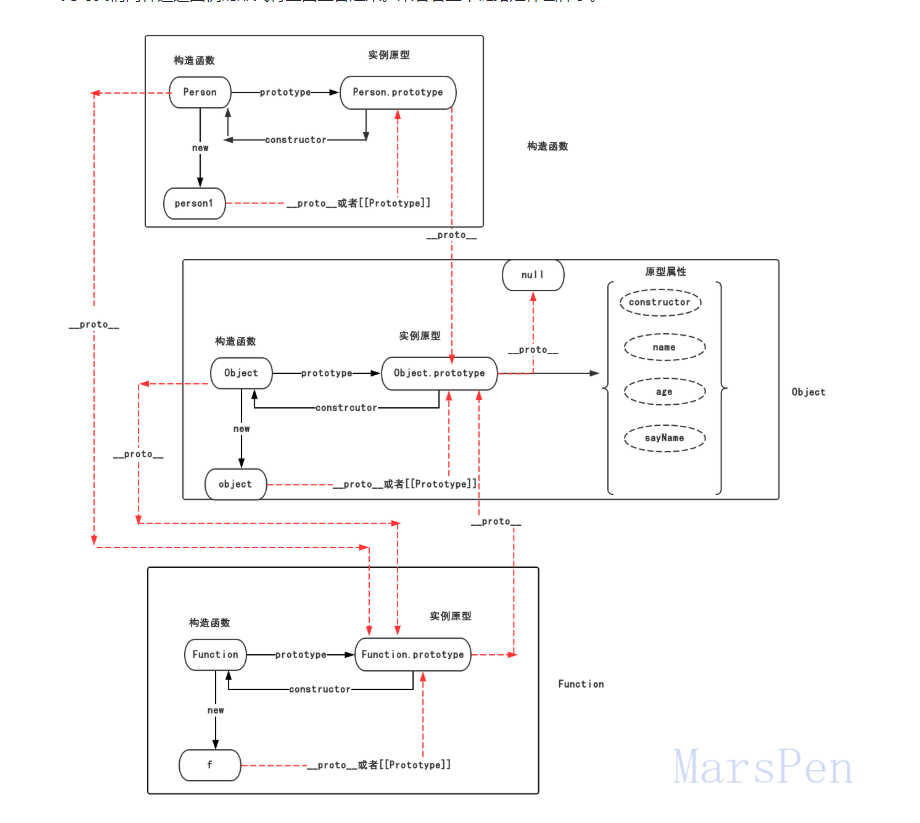 构造函数
实例原型
Person
prototype
Person.prototype
constructor
new
person1
__proto__或者[[Prototype]]
构造函数
__proto__
null
原型属性
constructor
name
age
sayName
__proto__
实例原型
构造函数
__proto__
Object
prototype
Object.prototype
Object
constrcutor
new
__proto__
object
__proto__或者[[Prototype]]
__proto__
实例原型
构造函数
Function
prototype
Function.prototype
Function
constructor
new
f
__proto__或者[[Prototype]]
MarsPen